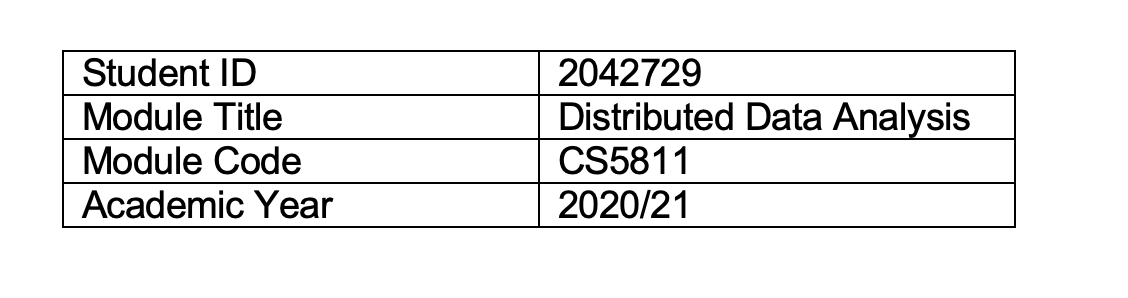 Student ID 2042729
Module Title Distributed Data Analysis
Module Code CS5811
Academic Year 2020/21